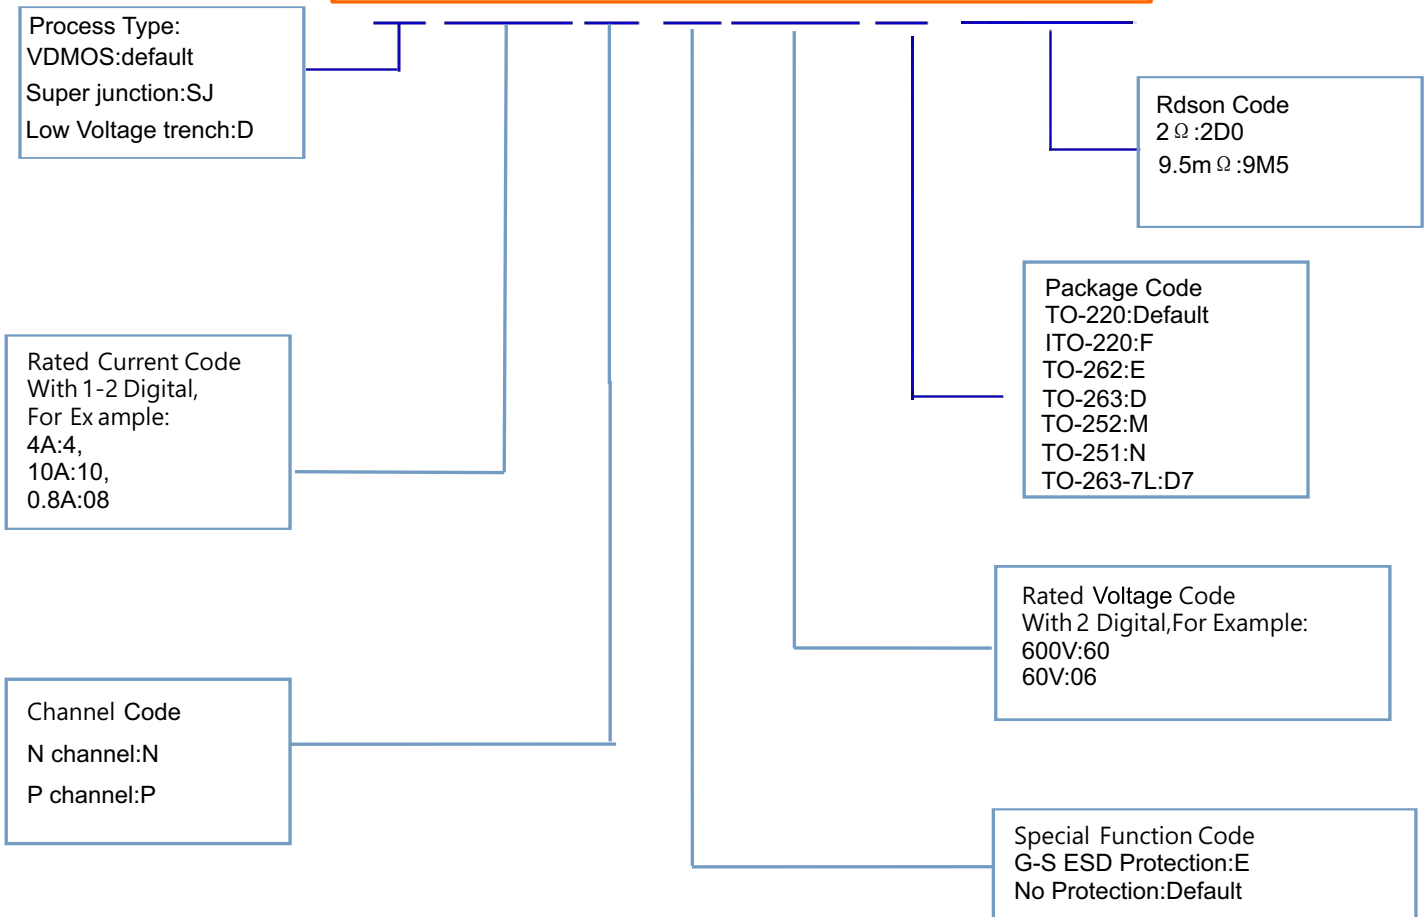 Process Type:
VDMOS:default
Super junction:SJ
Low Voltage trench:D
Rdson Code
2Ω:2D0
9.5mΩ:9M5
Package Code
TO-220:Default
ITO-220:F
TO-262:E
TO-263:D
TO-252:M
TO-251:N
TO-263-7L:D7
Rated Current Code
With 1-2 Digital,
For Ex ample:
4A:4,
10A:10,
0.8A:08
Rated Voltage Code
With 2 Digital,For Example:
600V:60
60V:06
Channel Code
N channel:N
P channel:P
Special Function Code
G-S ESD Protection:E
No Protection:Default